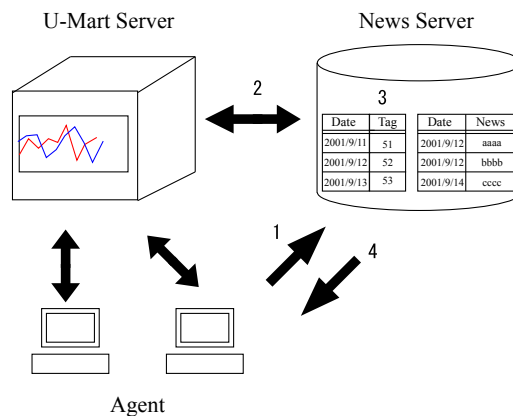 U-Mart Server
News Server
2
3
Date Tag
2001/9/11 51
2001/9/12 52
2001/9/13 53
Date News
2001/9/12 aaaa
2001/9/12 bbbb
2001/9/14 cccc
1
4
Agent